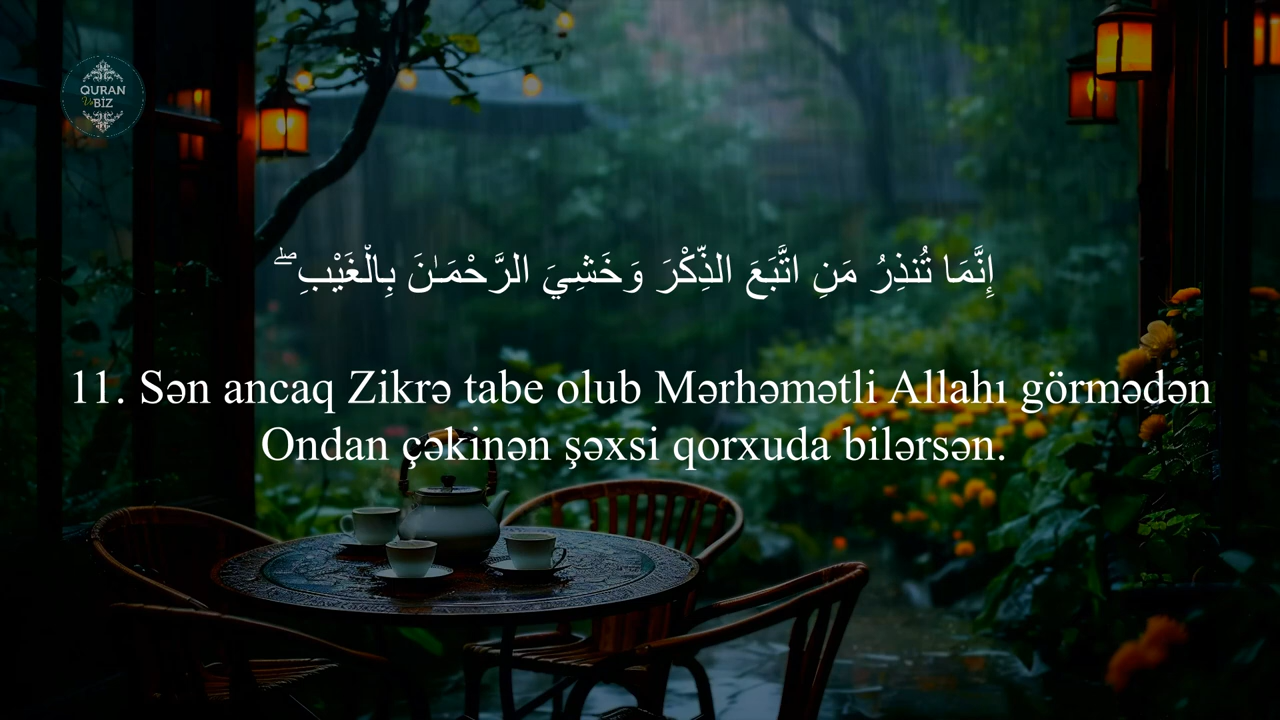 QURAN
Və
BİZ
إِنَّمَا تُنذِرُ مَنِ اتَّبَعَ الذِّكْرَ وَخَشِيَ الرَّحْمَـٰنَ بِالْغَيْبِ ۖ
11. Sən ancaq Zikrə tabe olub Mərhəmətli Allahı görmədən
Ondan çəkinən şəxsi qorxuda bilərsən.